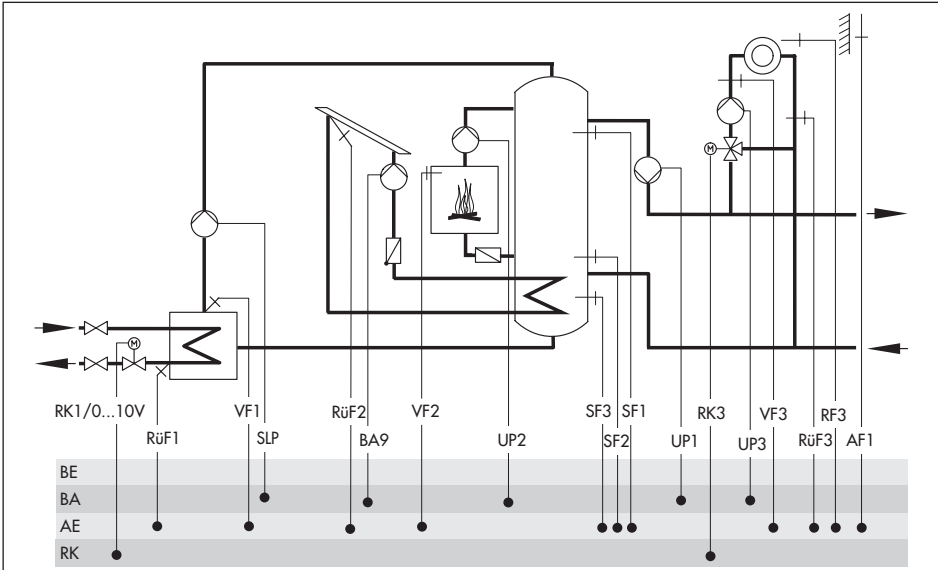 M
M
RK1/0...10V
VF1
RüF2
VF2
SF3
SF1
RK3
VF3
RF3
RüF1
SLP
BA9
UP2
SF2
UP1
UP3
RüF3
AF1
BE
BA
AE
RK